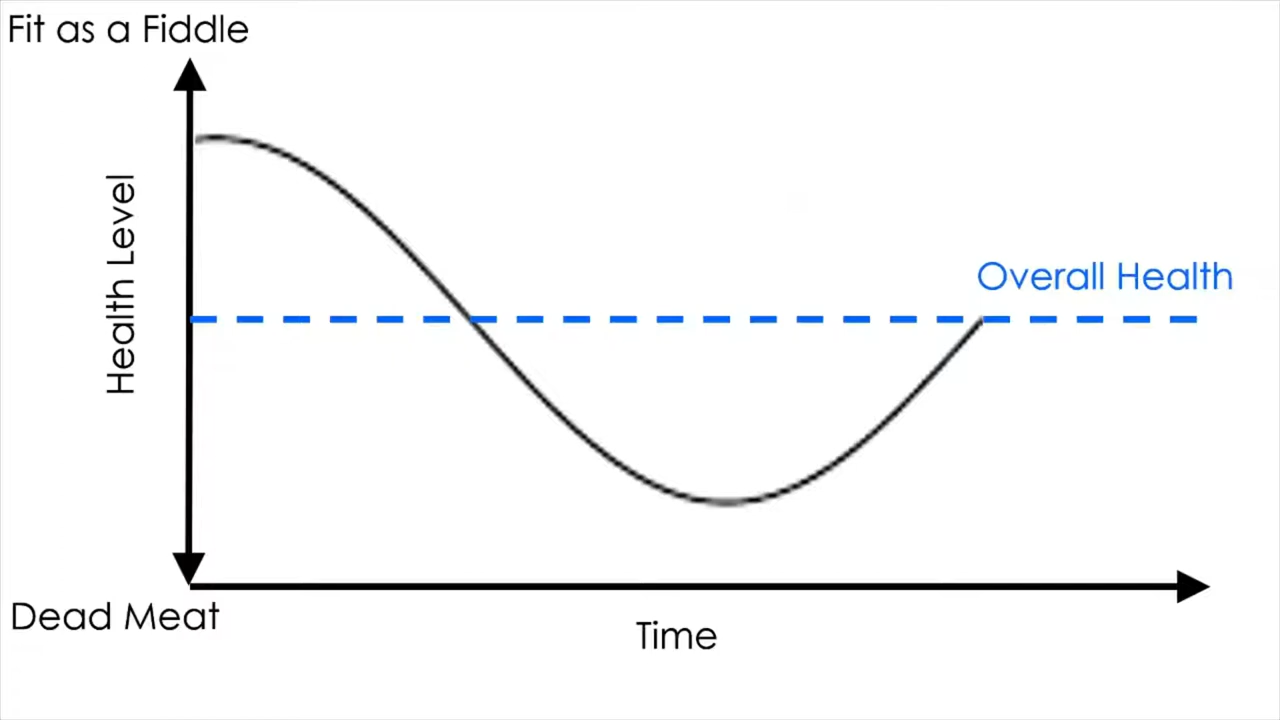 Fit as a Fiddle
Health Level
Overall Health
Dead Meat
Time